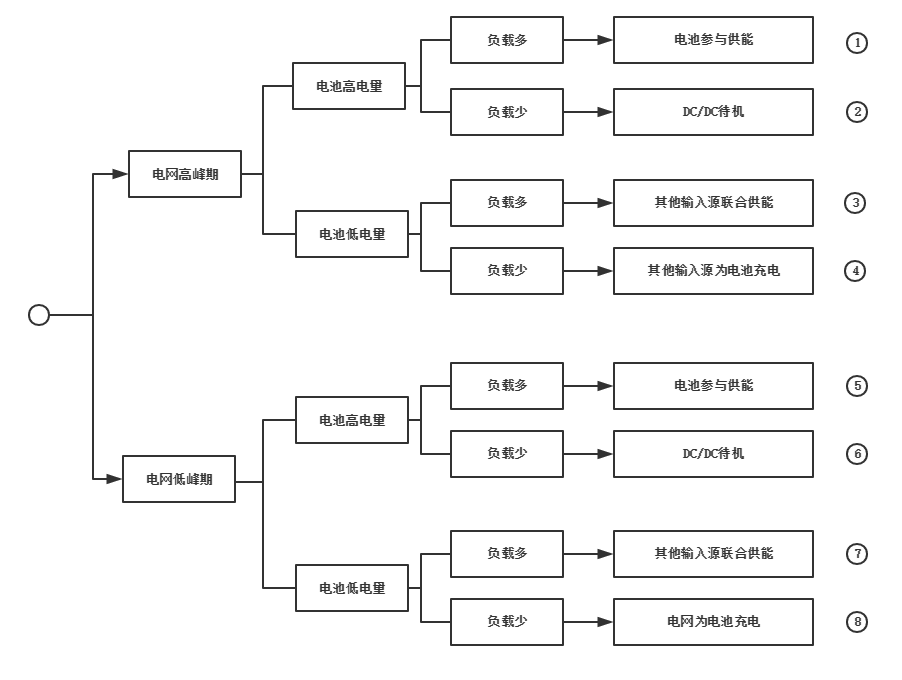 负载多
电池参与供能
①
电池高电量
负载少
DC/DC待机
②
电网高峰期
负载多
其他输入源联合供能
③
电池低电量
负载少
其他输入源为电池充电
④
负载多
电池参与供能
⑤
电池高电量
负载少
DC/DC待机
⑥
电网低峰期
负载多
其他输入源联合供能
⑦
电池低电量
负载少
电网为电池充电
⑧